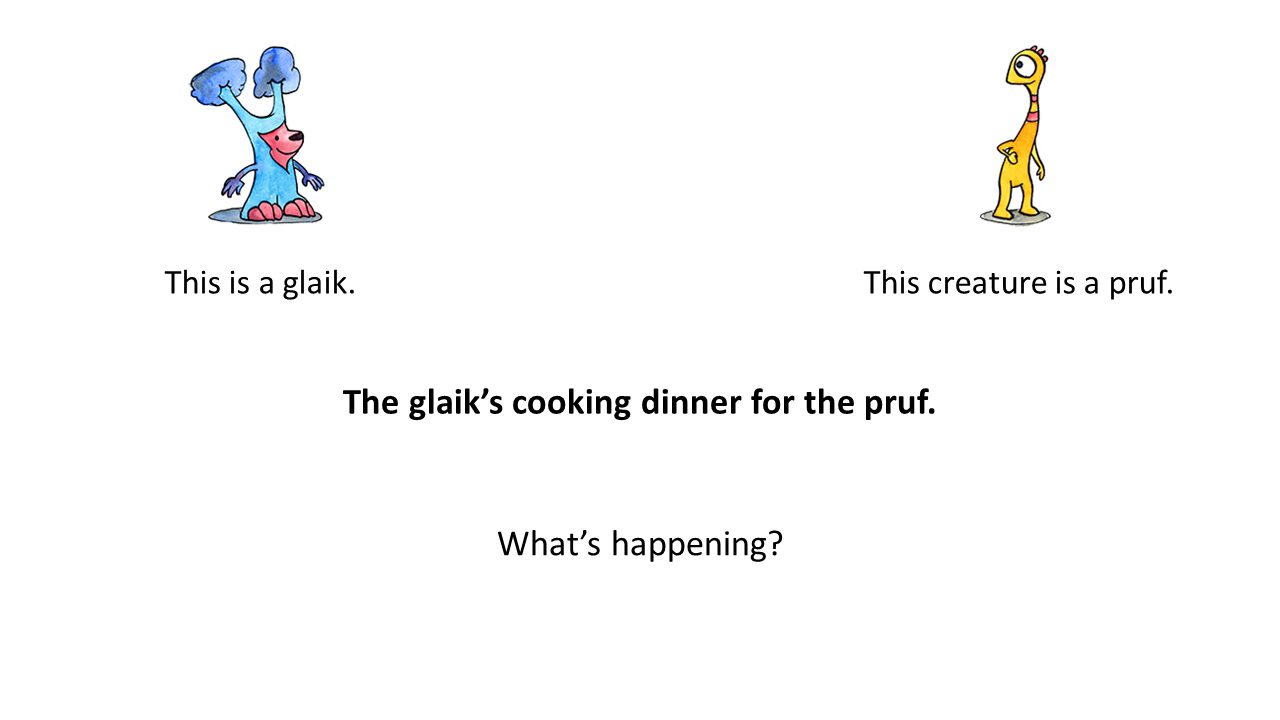 This is a glaik.
This creature is a pruf.
The glaik’s cooking dinner for the pruf.
What’s happening?